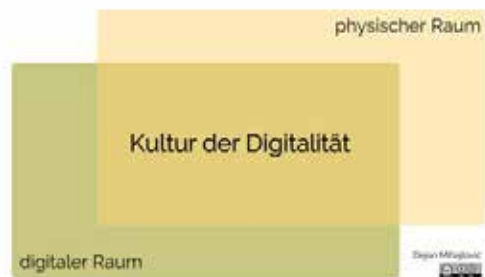 physischer Raum
Kultur der Digitalität
digitaler Raum
Dejan Mihajlović